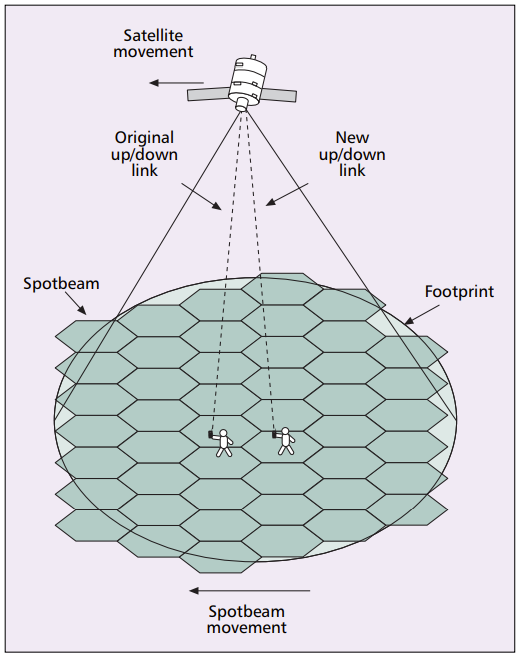 Satellite
movement
Original
up/down
link
New
up/down
link
Spotbeam
Footprint
Spotbeam
movement